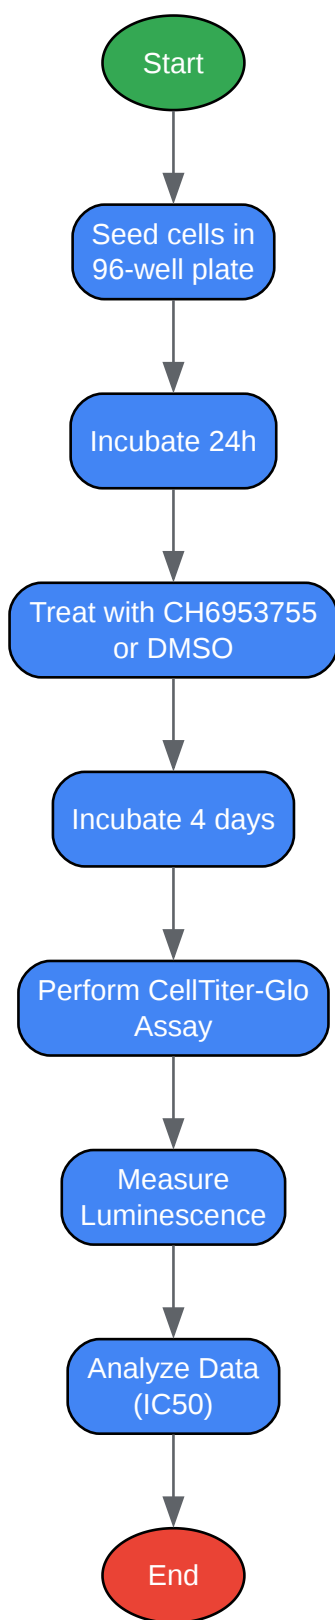 Start
Seed cells in
96-well plate
Incubate 24h
Treat with CH6953755
or DMSO
Incubate 4 days
Perform CellTiter-Glo
Assay
Measure
Luminescence
Analyze Data
(IC50)
End